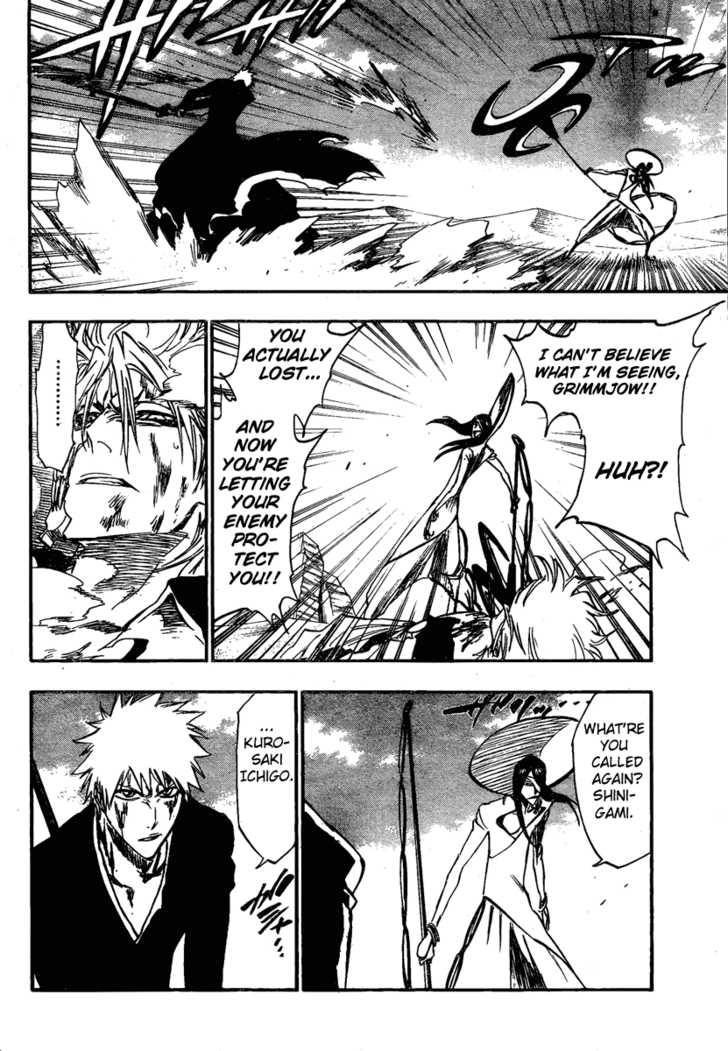 I CAN'T BELIEVE
WHAT I'M SEEING,
GRIMMJOW!!
HUH?!
YOU
ACTUALLY
LOST...
AND
NOW
YOU'RE
LETTING
YOUR
ENEMY
PRO-
TECT
YOU!!
.........
WHAT'RE
YOU
CALLED
AGAIN?
SHINI-
GAMI.
...
KURO-
SAKI
ICHIGO.